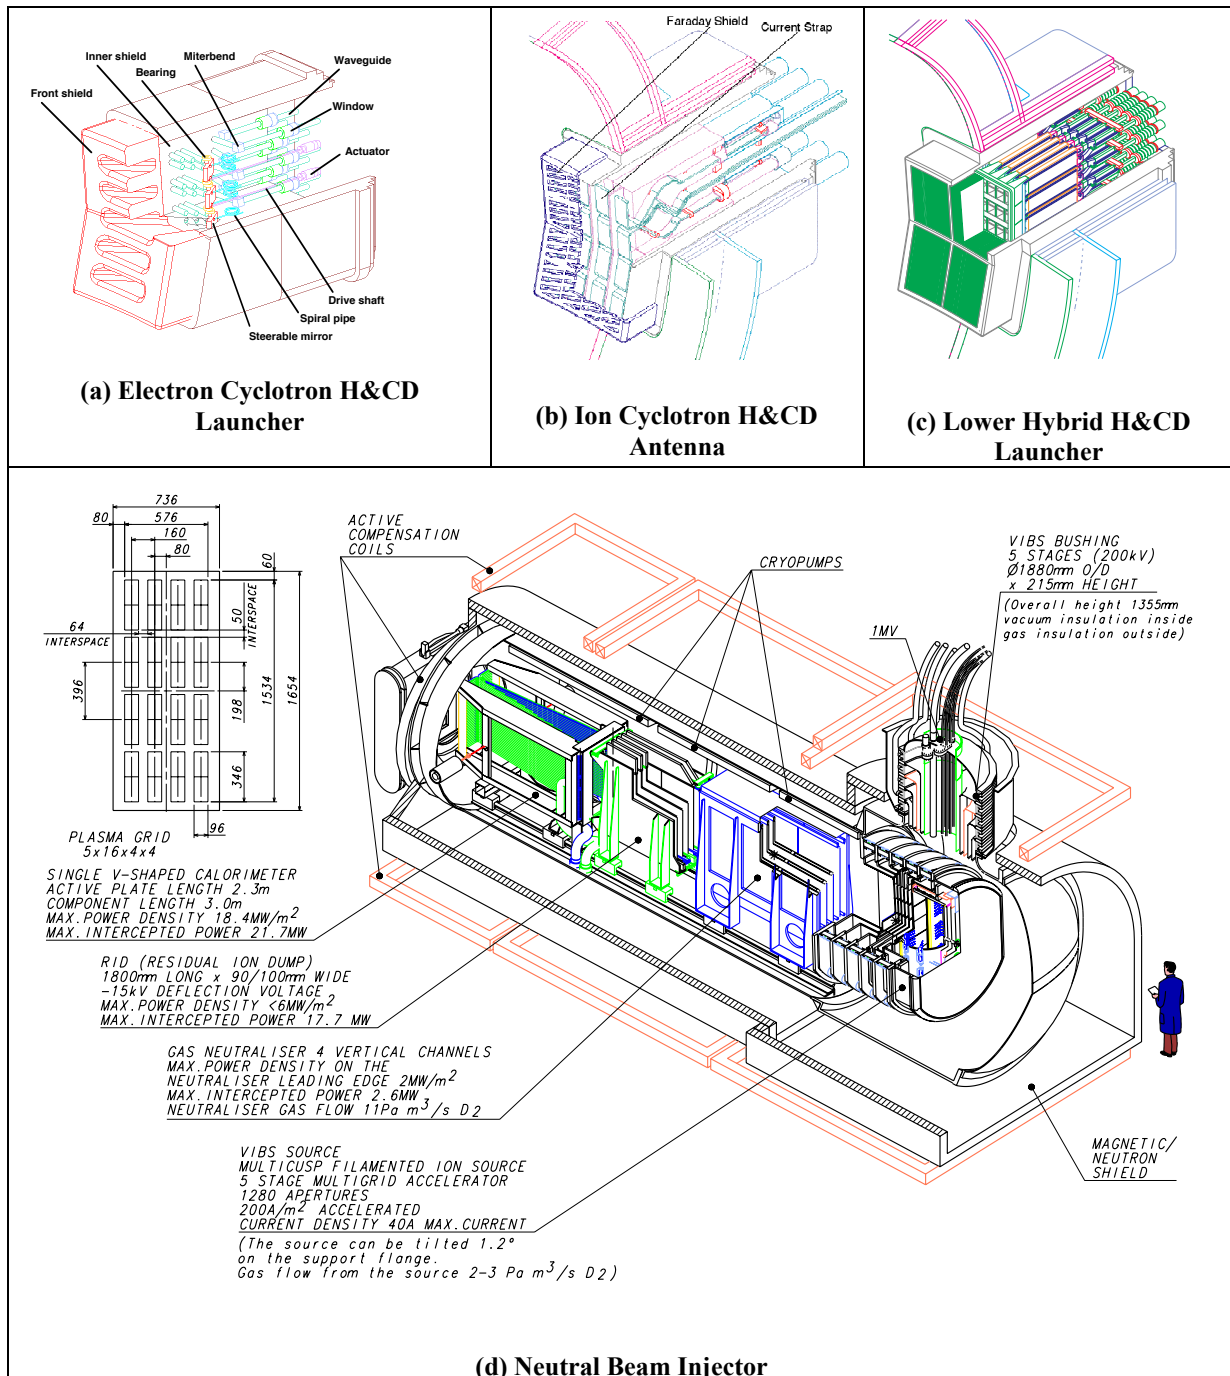 Inner shield
Miterbend
Bearing
Waveguide
Front shield
Window
Actuator
Drive shaft
Spiral pipe
Steerable mirror
(a) Electron Cyclotron H&CD
Launcher
Faraday Shield
Current Strap
(b) Ion Cyclotron H&CD
Antenna
(c) Lower Hybrid H&CD
Launcher
736
80
576
160
80
60
50
INTERSPACE
64
INTERSPACE
396
198
1534
1654
346
96
PLASMA GRID
5x16x4x4
ACTIVE
COMPENSATION
COILS
CRYOPUMPS
1MV
VIBS BUSHING
5 STAGES (200kV)
Ø1880mm O/D
x 215mm HEIGHT
(Overall height 1355mm
vacuum insulation inside
gas insulation outside)
SINGLE V-SHAPED CALORIMETER
ACTIVE PLATE LENGTH 2.3m
COMPONENT LENGTH 3.0m
MAX.POWER DENSITY 18.4MW/m²
MAX.INTERCEPTED POWER 21.7MW
RID (RESIDUAL ION DUMP)
1800mm LONG x 90/100mm WIDE
-15kV DEFLECTION VOLTAGE
MAX.POWER DENSITY <6MW/m²
MAX.INTERCEPTED POWER 17.7 MW
GAS NEUTRALISER 4 VERTICAL CHANNELS
MAX.POWER DENSITY ON THE
NEUTRALISER LEADING EDGE 2MW/m²
MAX.INTERCEPTED POWER 2.6MW
NEUTRALISER GAS FLOW 11Pa m³/s D2
VIBS SOURCE
MULTICUSP FILAMENTED ION SOURCE
5 STAGE MULTIGRID ACCELERATOR
1280 APERTURES
200A/m² ACCELERATED
CURRENT DENSITY 40A MAX.CURRENT
(The source can be tilted 1.2°
on the support flange.
Gas flow from the source 2-3 Pa m³/s D2)
MAGNETIC/
NEUTRON
SHIELD
(d) Neutral Beam Injector